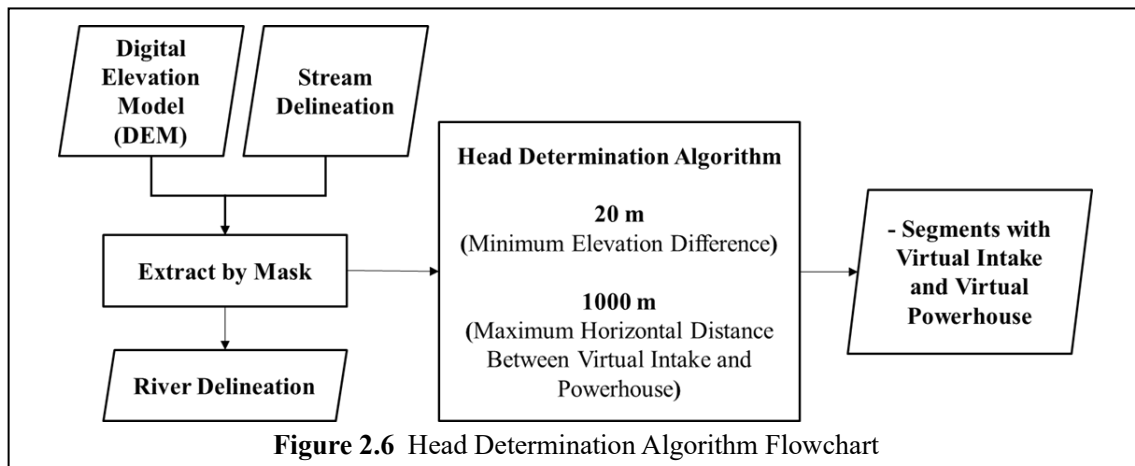 Digital
Elevation
Model
(DEM)
Stream
Delineation
Extract by Mask
River Delineation
Head Determination Algorithm
20 m
(Minimum Elevation Difference)
1000 m
(Maximum Horizontal Distance
Between Virtual Intake and
Powerhouse)
- Segments with
Virtual Intake
and Virtual
Powerhouse
Figure 2.6 Head Determination Algorithm Flowchart